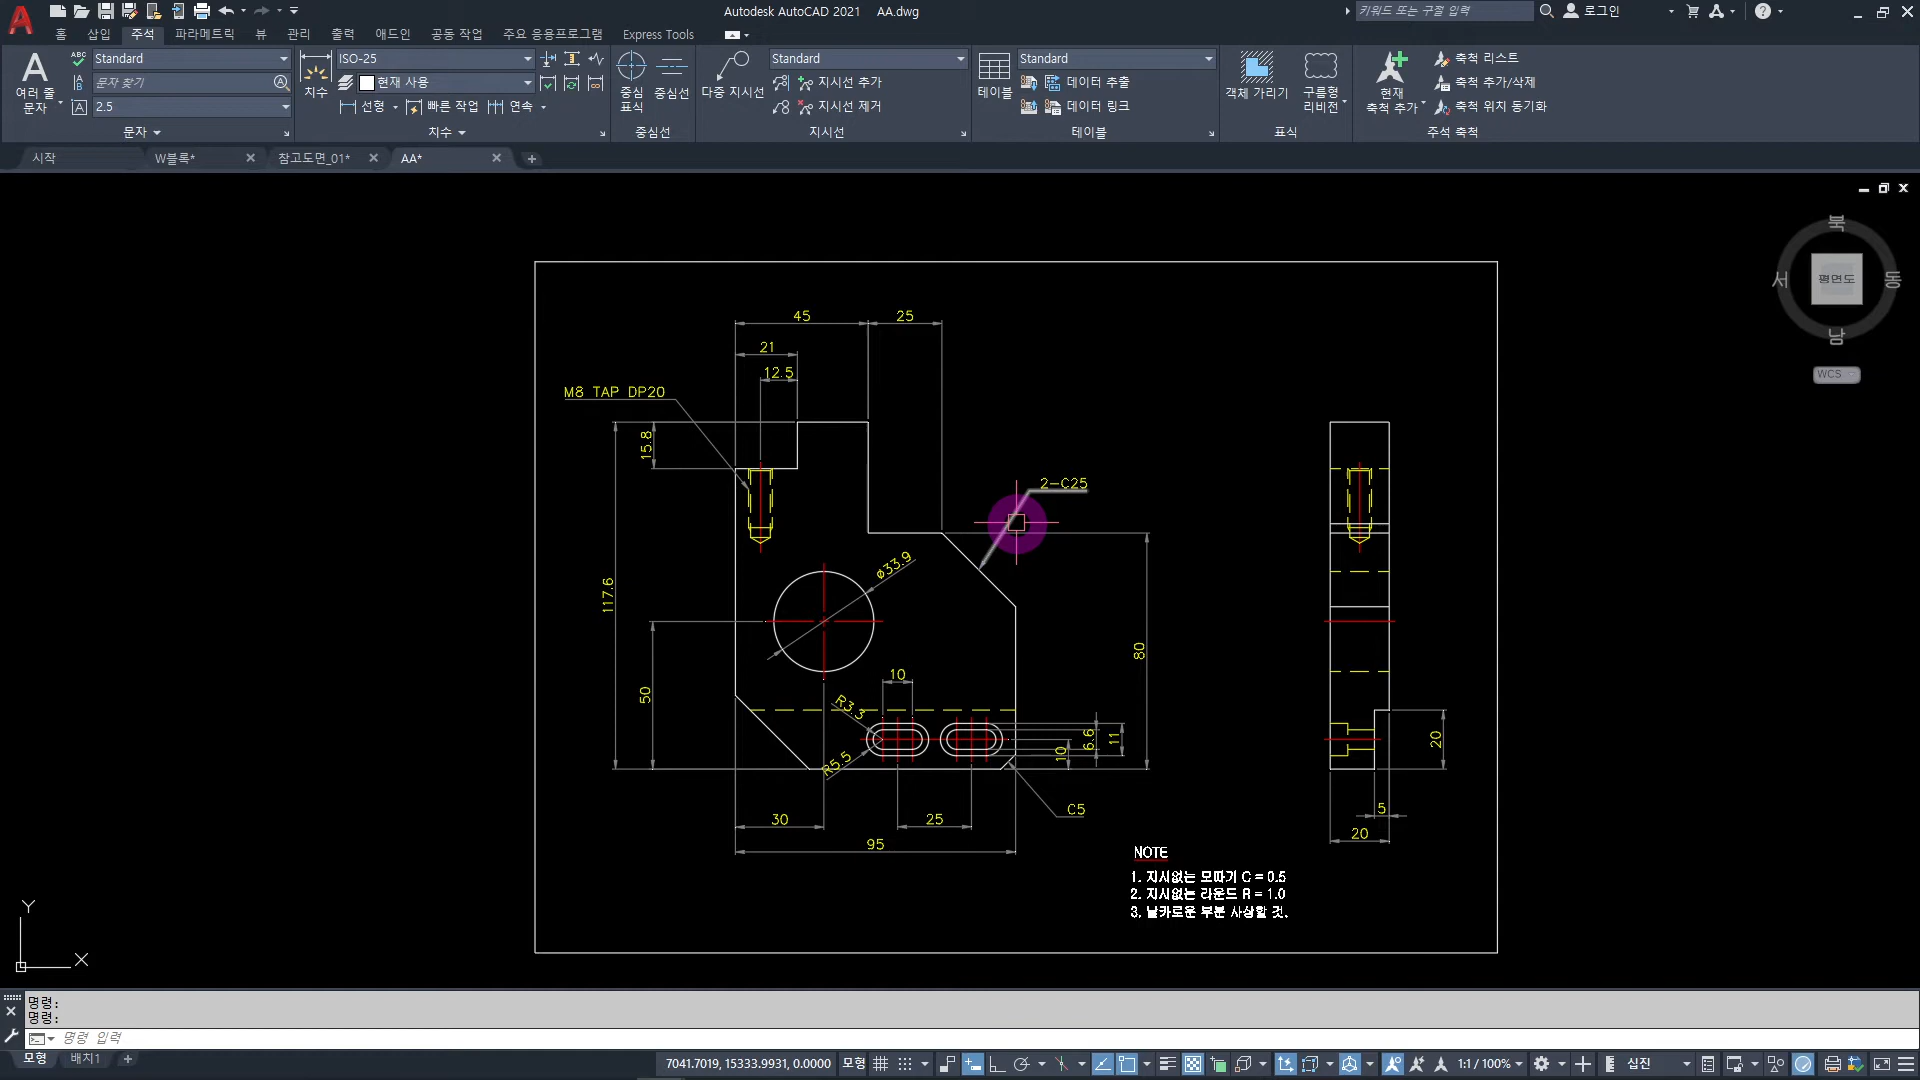 Autodesk AutoCAD 2021 AA.dwg
키워드 또는 구절 입력
로그인
홈 삽입 주석 파라메트릭 뷰 관리 출력 애드인 공동 작업 주요 응용프로그램 Express Tools
A
여러 줄
문자
ABC
Standard
문자 찾기
2.5
문자
치수
ISO-25
현재 사용
선형
빠른 작업
연속
치수
중심
표식
중심선
중심선
다중 지시선
Standard
지시선 추가
지시선 제거
지시선
테이블
Standard
데이터 추출
데이터 링크
테이블
객체 가리기
구름형
리비전
표식
현재
축척 추가
축척 리스트
축척 추가/삭제
축척 위치 동기화
주석 축척
시작
W블록*
참고도면_01*
AA*
북
서
평면도
동
남
WCS
45
25
21
12.5
M8 TAP DP20
15.8
2-C25
ø33.9
117.6
50
80
10
R3.3
R5.5
10
6.6
11
C5
30
25
95
20
5
20
NOTE
1. 지시없는 모따기 C = 0.5
2. 지시없는 라운드 R = 1.0
3. 날카로운 부분 사상할 것.
Y
X
명령:
명령:
명령 입력
모형
배치1
7041.7019, 15333.9931, 0.0000
모형
1:1 / 100%
십진